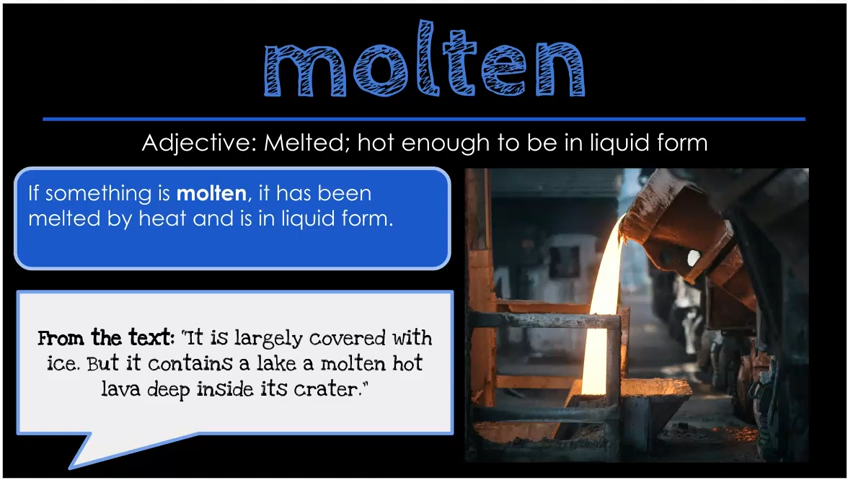 molten
Adjective: Melted; hot enough to be in liquid form
If something is molten, it has been
melted by heat and is in liquid form.
From the text: "It is largely covered with
ice. But it contains a lake a molten hot
lava deep inside its crater."